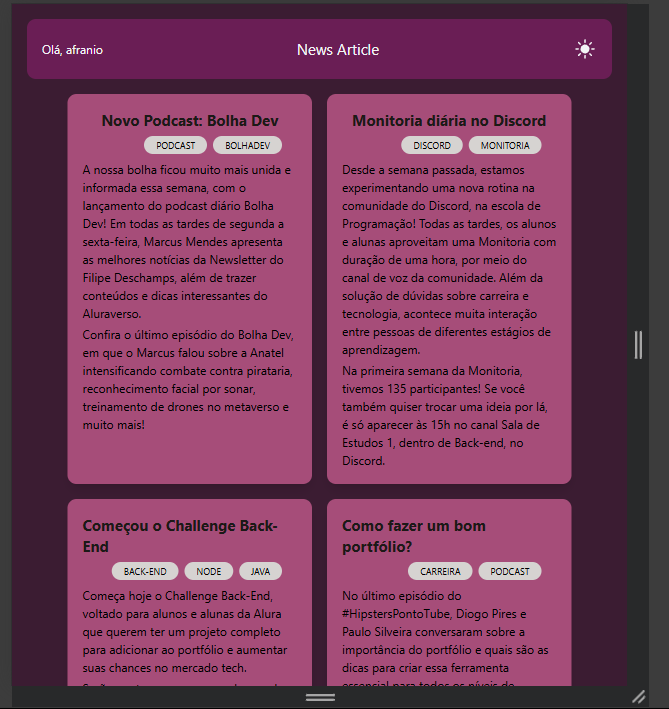 Olá, afranio
News Article
Novo Podcast: Bolha Dev
PODCAST
BOLHADEV
A nossa bolha ficou muito mais unida e
informada essa semana, com o
lançamento do podcast diário Bolha
Dev! Em todas as tardes de segunda a
sexta-feira, Marcus Mendes apresenta
as melhores notícias da Newsletter do
Filipe Deschamps, além de trazer
conteúdos e dicas interessantes do
Aluraverso.
Confira o último episódio do Bolha Dev,
em que o Marcus falou sobre a Anatel
intensificando combate contra pirataria,
reconhecimento facial por sonar,
treinamento de drones no metaverso e
muito mais!
Monitoria diária no Discord
DISCORD
MONITORIA
Desde a semana passada, estamos
experimentando uma nova rotina na
comunidade do Discord, na escola de
Programação! Todas as tardes, os alunos
e alunas aproveitam uma Monitoria com
duração de uma hora, por meio do
canal de voz da comunidade. Além da
solução de dúvidas sobre carreira e
tecnologia, acontece muita interação
entre pessoas de diferentes estágios de
aprendizagem.
Na primeira semana da Monitoria,
tivemos 135 participantes! Se você
também quiser trocar uma ideia por lá,
é só aparecer às 15h no canal Sala de
Estudos 1, dentro de Back-end, no
Discord.
Começou o Challenge Back-
End
BACK-END
NODE
JAVA
Começa hoje o Challenge Back-End,
voltado para alunos e alunas da Alura
que querem ter um projeto completo
para adicionar ao portfólio e aumentar
suas chances no mercado tech.
Como fazer um bom
portfólio?
CARREIRA
PODCAST
No último episódio do
#HipstersPontoTube, Diogo Pires e
Paulo Silveira conversaram sobre a
importância do portfólio e quais são as
dicas para criar essa ferramenta
essencial para todos os níveis de